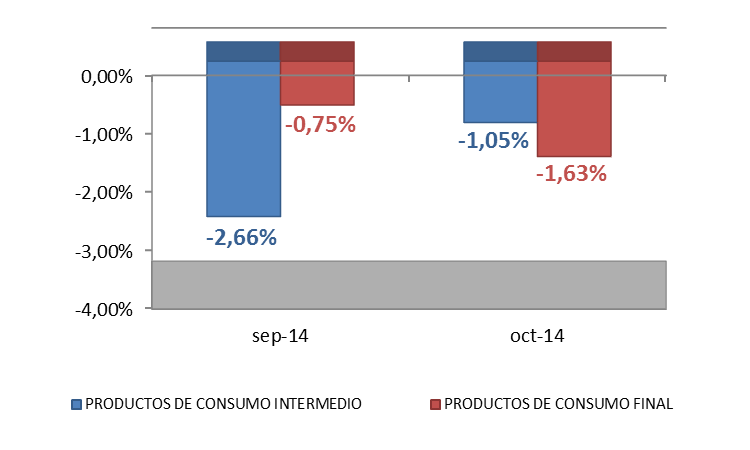 0,00%
-1,00%
-2,00%
-3,00%
-4,00%
-2,66%
-0,75%
-1,05%
-1,63%
sep-14
oct-14
PRODUCTOS DE CONSUMO INTERMEDIO
PRODUCTOS DE CONSUMO FINAL